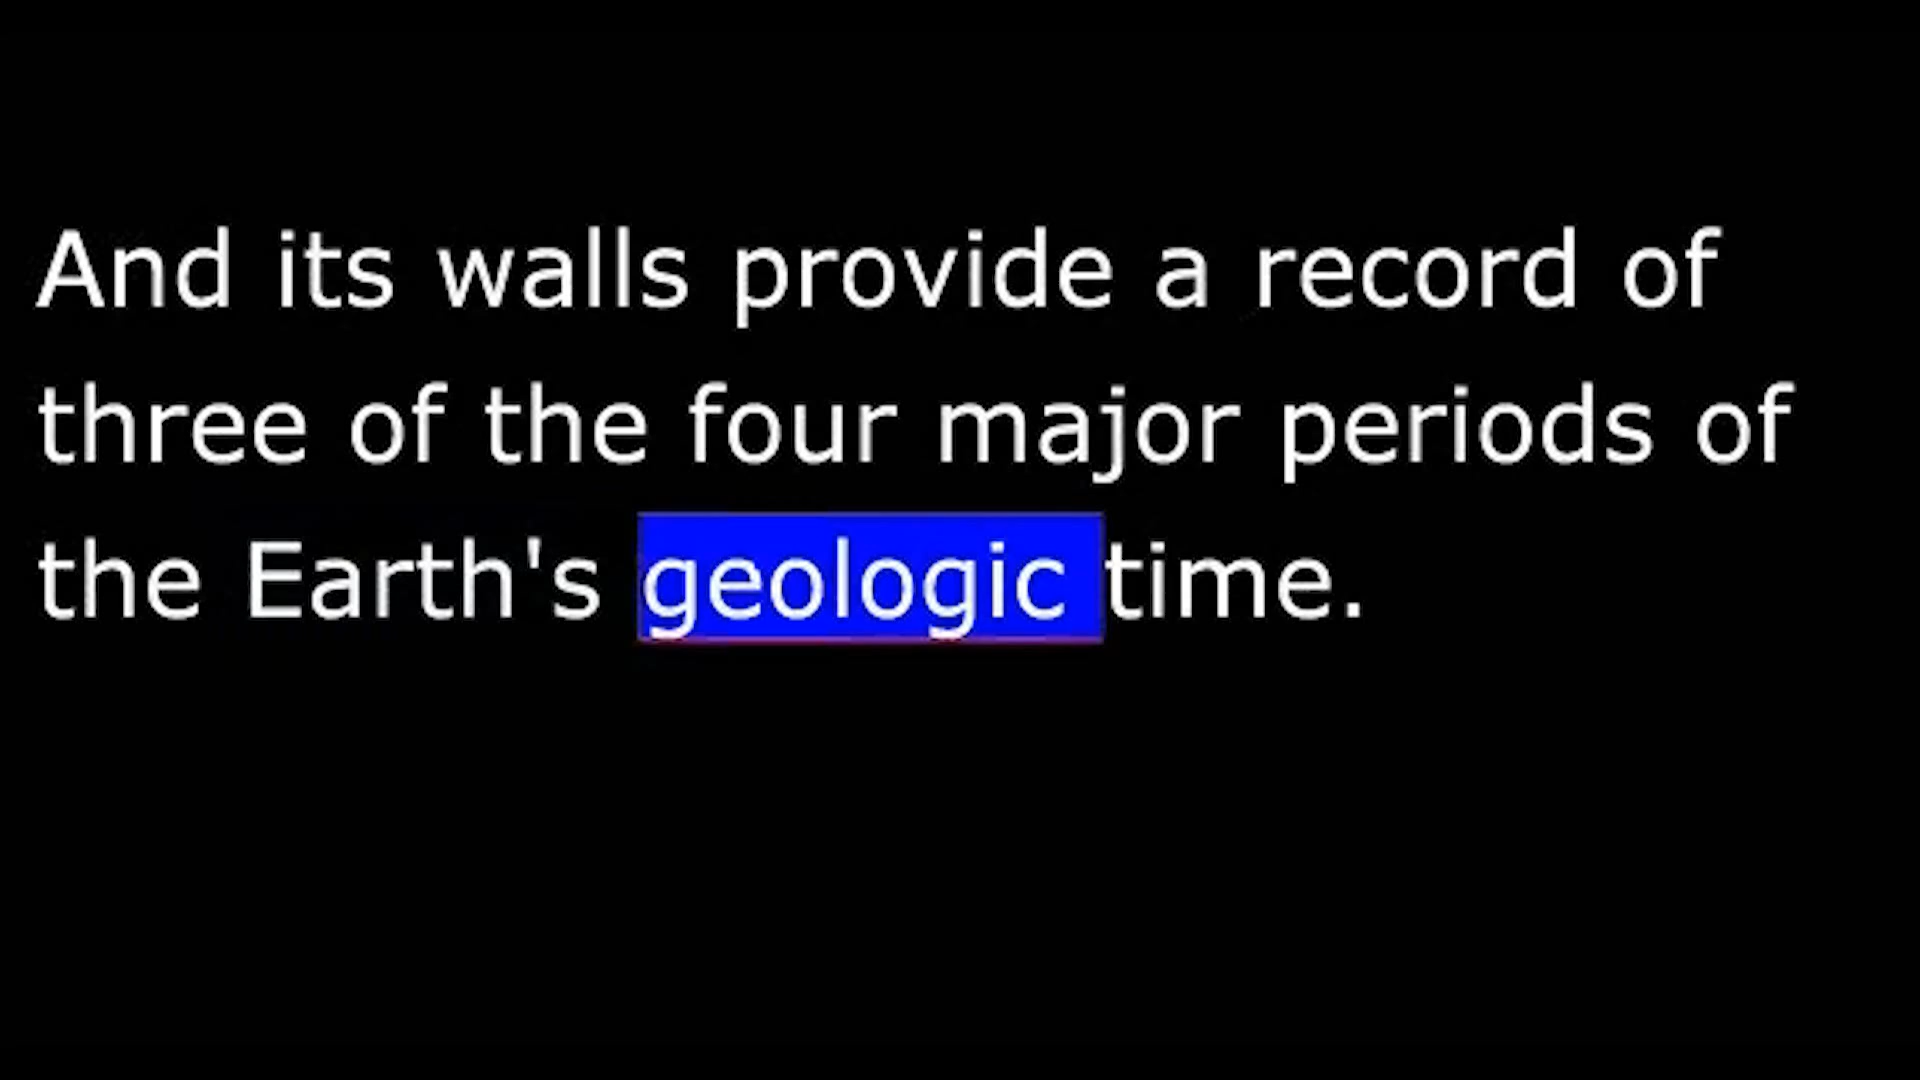 And its walls provide a record of
three of the four major periods of
the Earth's geologic time.